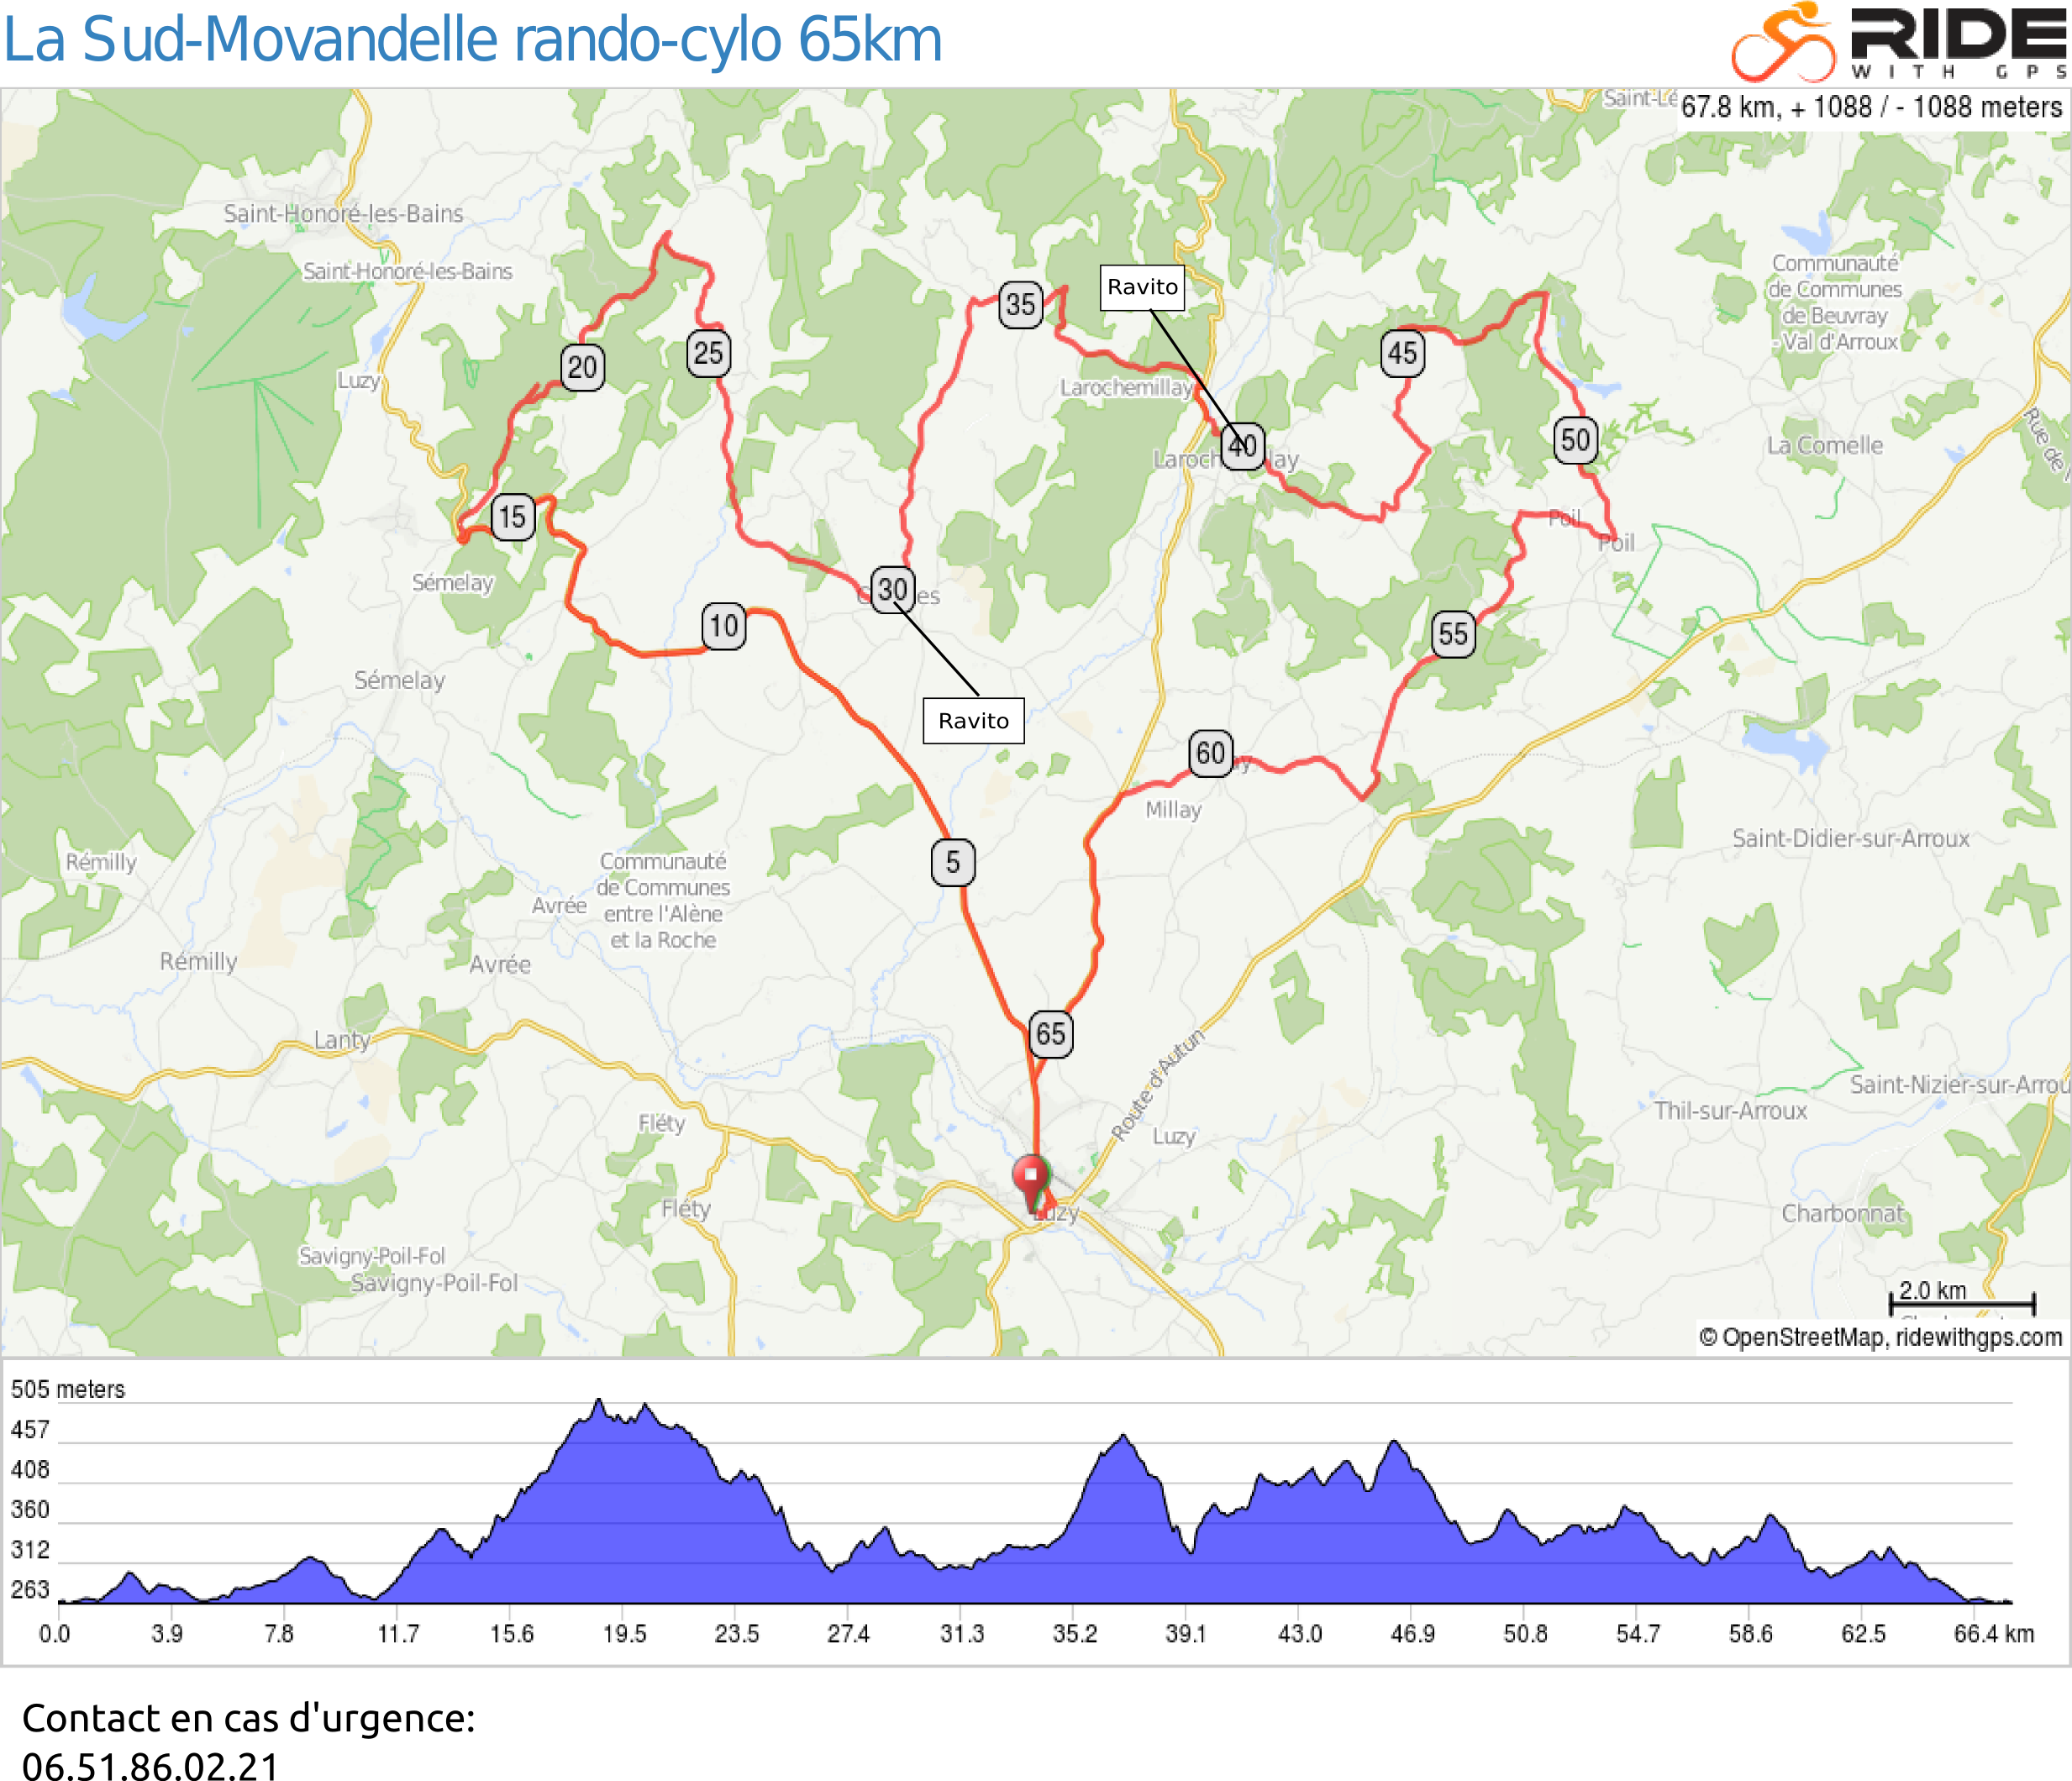 La Sud-Movandelle rando-cylo 65km
RIDE
WITH GPS
Saint-Lé
67.8 km, + 1088 / - 1088 meters
Saint-Honoré-les-Bains
Saint-Honoré-les-Bains
Communauté
de Communes
de Beuvray
- Val d'Arroux
Ravito
35
25
45
20
Luzy
Larochemillay
Rue de
40
50
La Comelle
15
Poil
Poil
Sémelay
30
10
55
Sémelay
Ravito
60
Millay
Saint-Didier-sur-Arroux
5
Rémilly
Communauté
de Communes
entre l'Alène
et la Roche
Avrée
Rémilly
Avrée
Lanty
65
Route d'Autun
Saint-Nizier-sur-Arrou
Thil-sur-Arroux
Fléty
Luzy
Fléty
Luzy
Charbonnat
Savigny-Poil-Fol
Savigny-Poil-Fol
2.0 km
© OpenStreetMap, ridewithgps.com
505 meters
457
408
360
312
263
0.0 3.9 7.8 11.7 15.6 19.5 23.5 27.4 31.3 35.2 39.1 43.0 46.9 50.8 54.7 58.6 62.5 66.4 km
Contact en cas d'urgence:
06.51.86.02.21